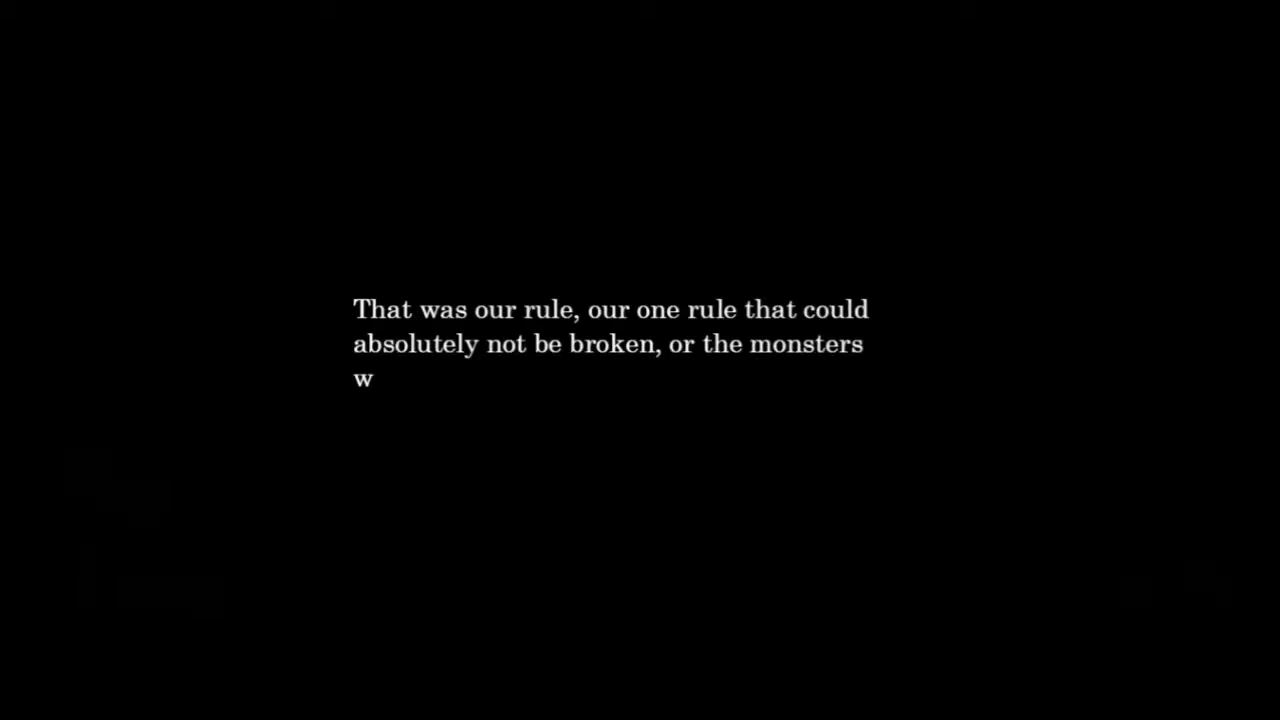 That was our rule, our one rule that could
absolutely not be broken, or the monsters
w